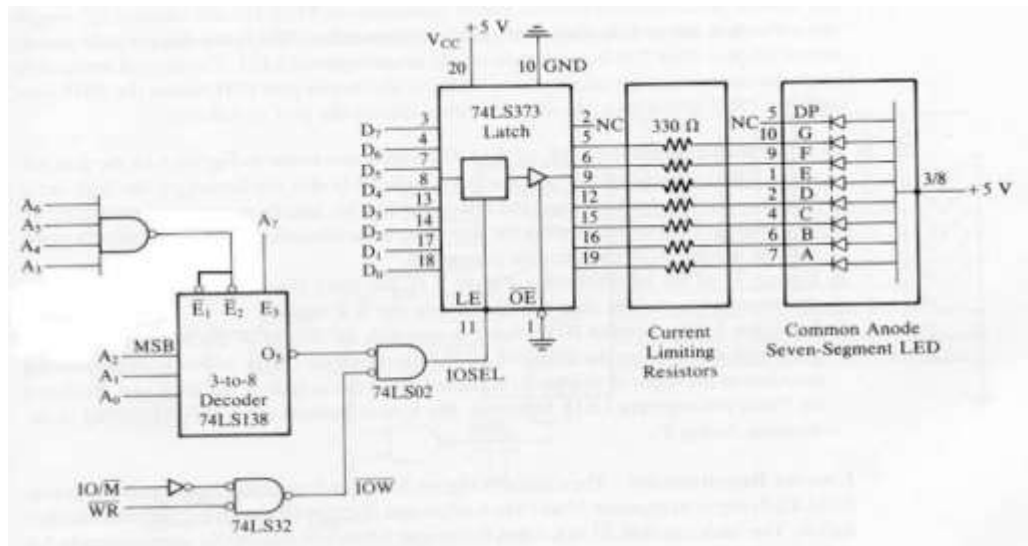 +5 V
V_CC
20
10 GND
74LS373
Latch
D₇ 3
D₆ 4
D₅ 7
D₄ 8
D₃ 13
D₂ 14
D₁ 17
D₀ 18
2 NC
5
6
9
12
15
16
19
LE
O̅E̅
11
1
330 Ω
Current
Limiting
Resistors
NC 5 DP
10 G
9 F
1 E
2 D
4 C
6 B
7 A
3/8
+5 V
Common Anode
Seven-Segment LED
A₆
A₅
A₄
A₃
A₇
E₁ E₂ E₃
A₂ MSB
A₁
A₀
O₅
3-to-8
Decoder
74LS138
74LS02
IOSEL
IO/M̅
WR
74LS32
I̅O̅W̅